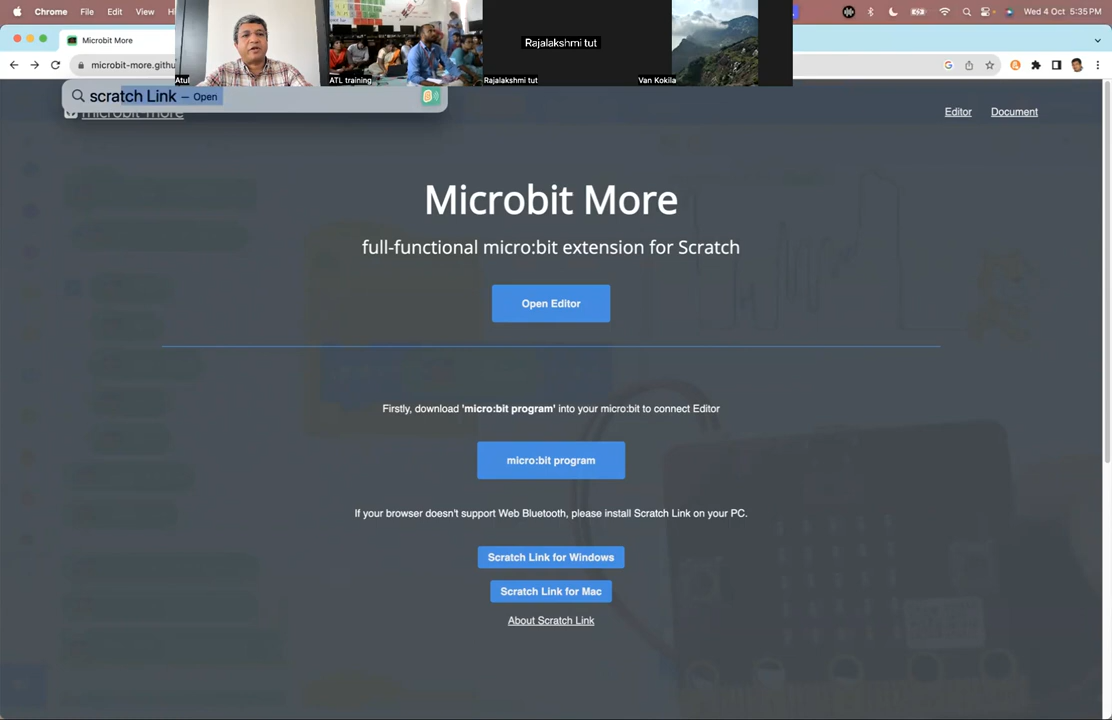 Chrome File Edit View H
Wed 4 Oct 5:35 PM
Microbit More
microbit-more.githu
Atul
ATL training
Rajalakshmi tut
Rajalakshmi tut
Van Kokila
scratch Link — Open
microbit-more
Editor Document
Microbit More
full-functional micro:bit extension for Scratch
Open Editor
Firstly, download 'micro:bit program' into your micro:bit to connect Editor
micro:bit program
If your browser doesn't support Web Bluetooth, please install Scratch Link on your PC.
Scratch Link for Windows
Scratch Link for Mac
About Scratch Link